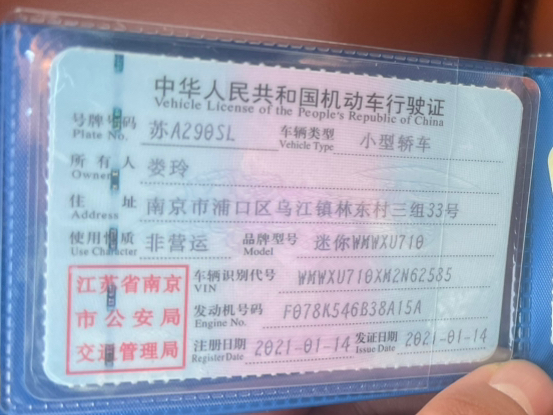 中华人民共和国机动车行驶证
Vehicle License of the People's Republic of China
号牌号码 苏A290SL 车辆类型 小型轿车
Plate No. Vehicle Type
所有人 娄玲
Owner
住址 南京市浦口区乌江镇林东村三组33号
Address
使用性质 非营运 品牌型号 迷你WMWXU710
Use Character Model
江苏省南京
市公安局
交通管理局
车辆识别代号 WMWXU710XM2N62585
VIN
发动机号码 F078K546B38A15A
Engine No.
注册日期 2021-01-14 发证日期 2021-01-14
Register Date Issue Date